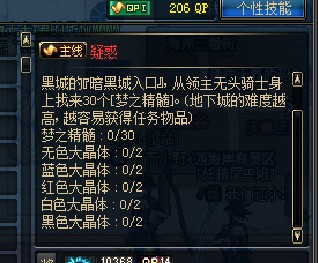 QPI 206 QP 个性技能
主线 疑惑
黑城的『暗黑城入口』, 从领主无头骑士身
上找来30个[梦之精髓]。(地下城的难度越
高, 越容易获得任务物品)
梦之精髓 : 0/30
无色大晶体 : 0/2
蓝色大晶体 : 0/2
红色大晶体 : 0/2
白色大晶体 : 0/2
黑色大晶体 : 0/2